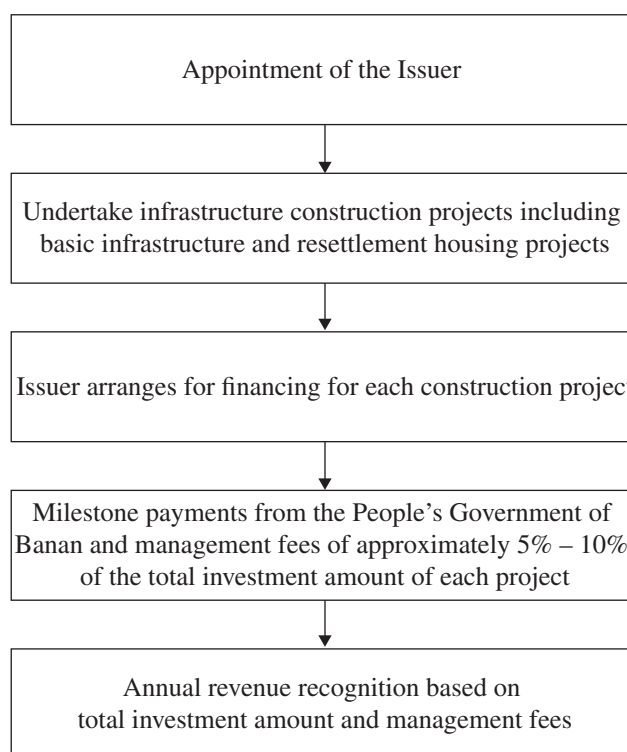 Appointment of the Issuer
Undertake infrastructure construction projects including
basic infrastructure and resettlement housing projects
Issuer arranges for financing for each construction project
Milestone payments from the People’s Government of
Banan and management fees of approximately 5% – 10%
of the total investment amount of each project
Annual revenue recognition based on
total investment amount and management fees